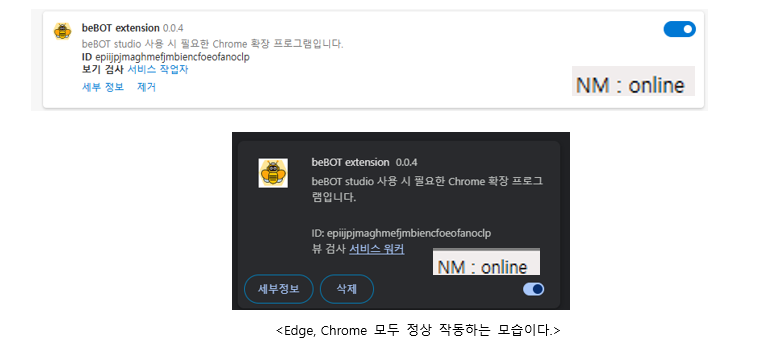 beBOT extension 0.0.4
beBOT studio 사용 시 필요한 Chrome 확장 프로그램입니다.
ID epiijpjmaghmefjmbiencfoeofanoclp
보기 검사 서비스 작업자
세부 정보 제거
NM : online
beBOT extension 0.0.4
beBOT studio 사용 시 필요한 Chrome 확장 프로그
램입니다.
ID: epiijpjmaghmefjmbiencfoeofanoclp
뷰 검사 서비스 워커
NM : online
세부정보 삭제
<Edge, Chrome 모두 정상 작동하는 모습이다.>